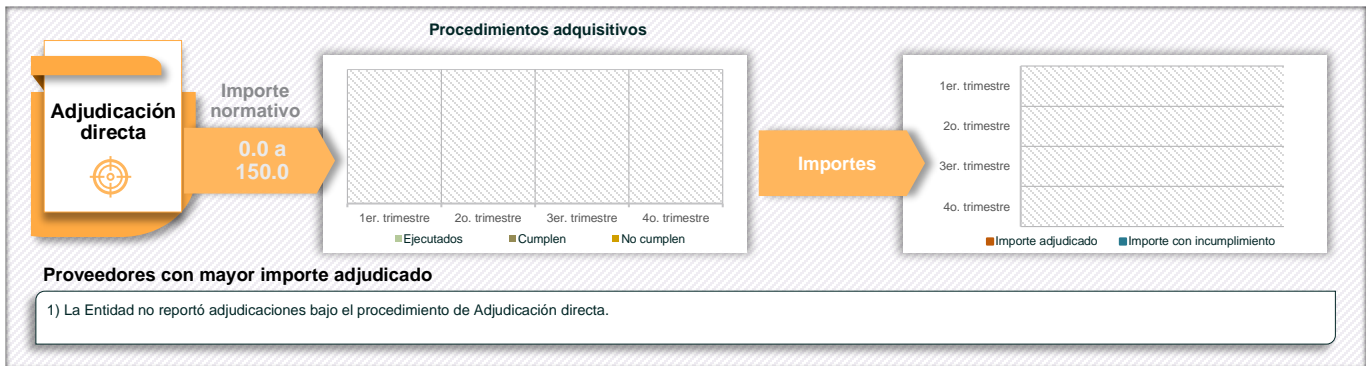 Procedimientos adquisitivos
Adjudicación
directa
Importe
normativo
0.0 a
150.0
1er. trimestre
2o. trimestre
3er. trimestre
4o. trimestre
Ejecutados
Cumplen
No cumplen
Importes
1er. trimestre
2o. trimestre
3er. trimestre
4o. trimestre
Importe adjudicado
Importe con incumplimiento
Proveedores con mayor importe adjudicado
1) La Entidad no reportó adjudicaciones bajo el procedimiento de Adjudicación directa.